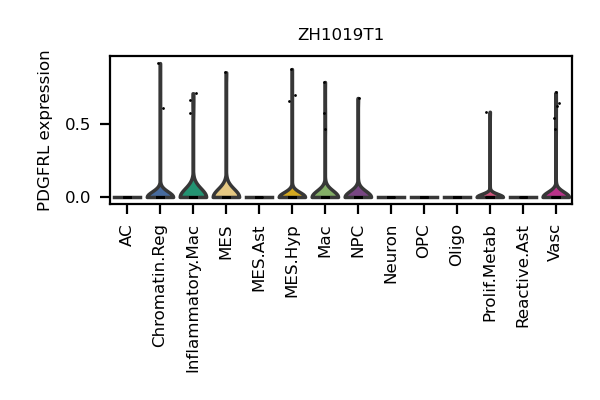 ZH1019T1
PDGFRL expression
0.5
0.0
AC
Chromatin.Reg
Inflammatory.Mac
MES
MES.Ast
MES.Hyp
Mac
NPC
Neuron
OPC
Oligo
Prolif.Metab
Reactive.Ast
Vasc